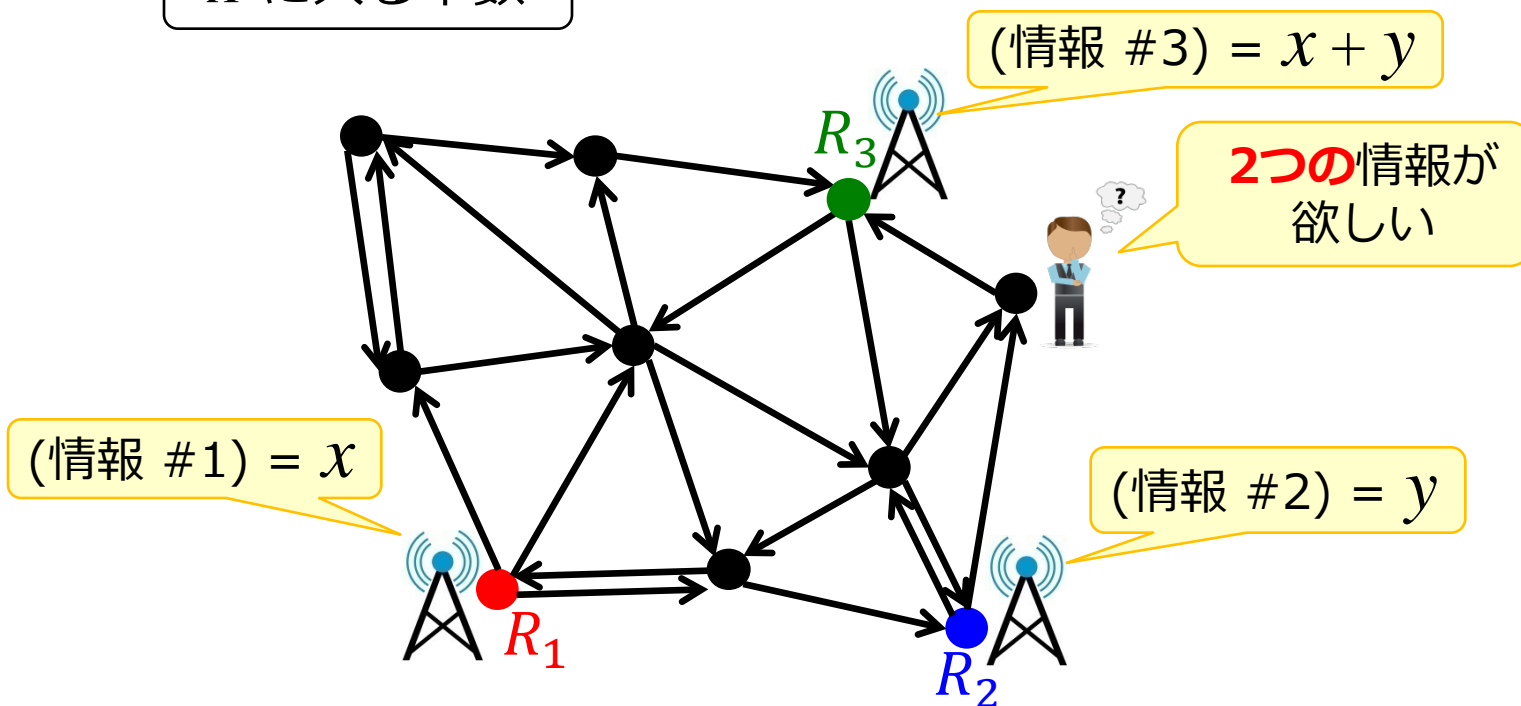 (情報 #3) = x + y
R₃
2つの情報が
欲しい
?
(情報 #1) = x
(情報 #2) = y
R₁
R₂